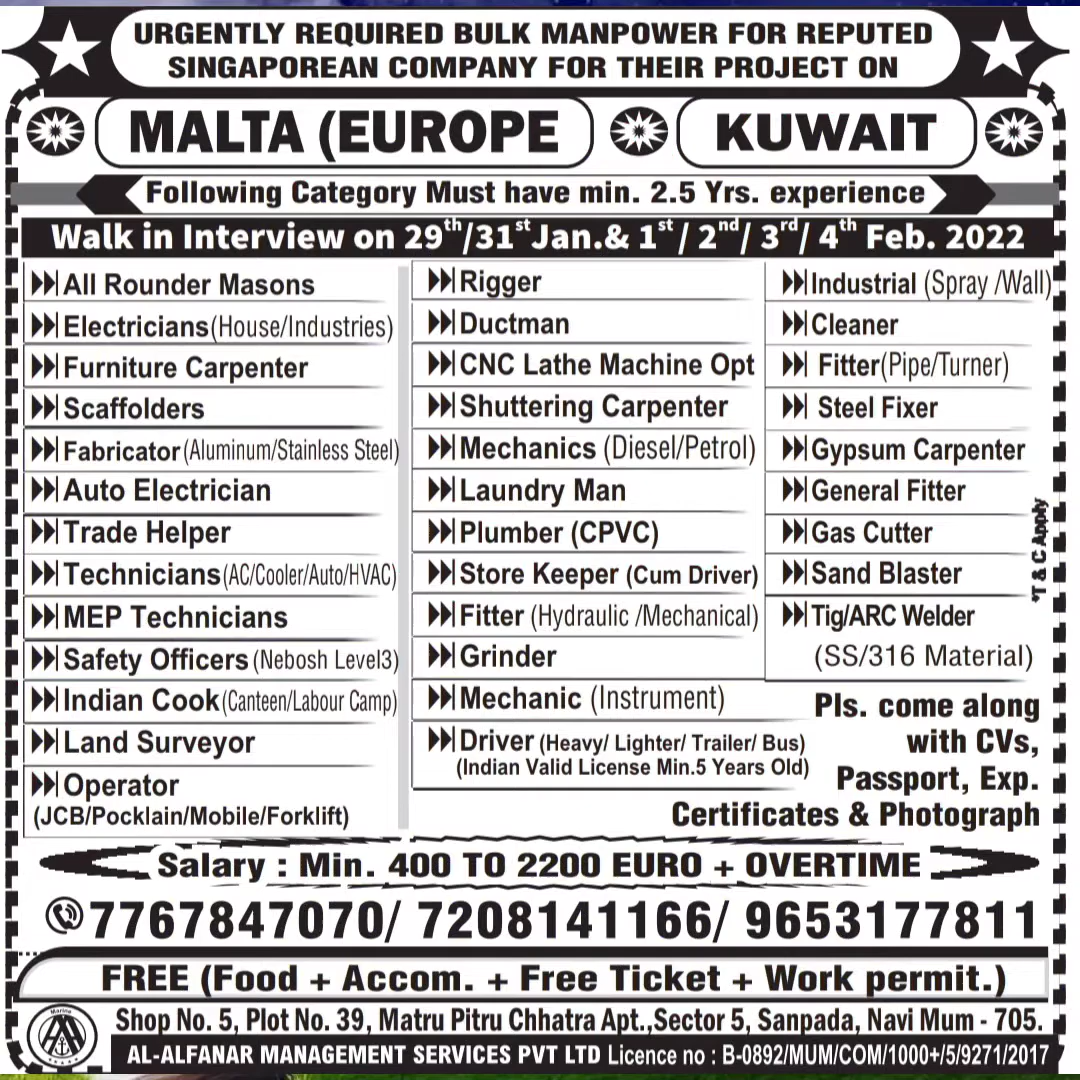 URGENTLY REQUIRED BULK MANPOWER FOR REPUTED
SINGAPOREAN COMPANY FOR THEIR PROJECT ON
MALTA (EUROPE
KUWAIT
Following Category Must have min. 2.5 Yrs. experience
Walk in Interview on 29th/31st Jan.& 1st / 2nd/ 3rd/ 4th Feb. 2022
All Rounder Masons
Electricians (House/Industries)
Furniture Carpenter
Scaffolders
Fabricator (Aluminum/Stainless Steel)
Auto Electrician
Trade Helper
Technicians (AC/Cooler/Auto/HVAC)
MEP Technicians
Safety Officers (Nebosh Level3)
Indian Cook (Canteen/Labour Camp)
Land Surveyor
Operator
(JCB/Pocklain/Mobile/Forklift)
Rigger
Ductman
CNC Lathe Machine Opt
Shuttering Carpenter
Mechanics (Diesel/Petrol)
Laundry Man
Plumber (CPVC)
Store Keeper (Cum Driver)
Fitter (Hydraulic /Mechanical)
Grinder
Mechanic (Instrument)
Driver (Heavy/ Lighter/ Trailer/ Bus)
(Indian Valid License Min.5 Years Old)
Industrial (Spray /Wall)
Cleaner
Fitter(Pipe/Turner)
Steel Fixer
Gypsum Carpenter
General Fitter
Gas Cutter
Sand Blaster
Tig/ARC Welder
(SS/316 Material)
*T & C Apply
Pls. come along
with CVs,
Passport, Exp.
Certificates & Photograph
Salary : Min. 400 TO 2200 EURO + OVERTIME
7767847070/ 7208141166/ 9653177811
FREE (Food + Accom. + Free Ticket + Work permit.)
Marine
Shop No. 5, Plot No. 39, Matru Pitru Chhatra Apt.,Sector 5, Sanpada, Navi Mum - 705.
AL-ALFANAR MANAGEMENT SERVICES PVT LTD Licence no : B-0892/MUM/COM/1000+/5/9271/2017